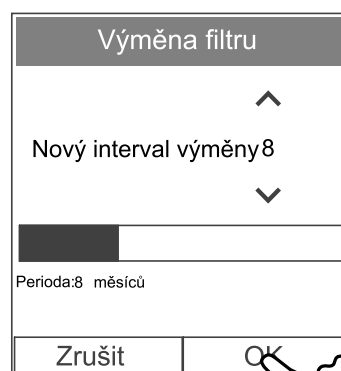 Výměna filtru
Nový interval výměny 8
Perioda:8 měsíců
Zrušit OK